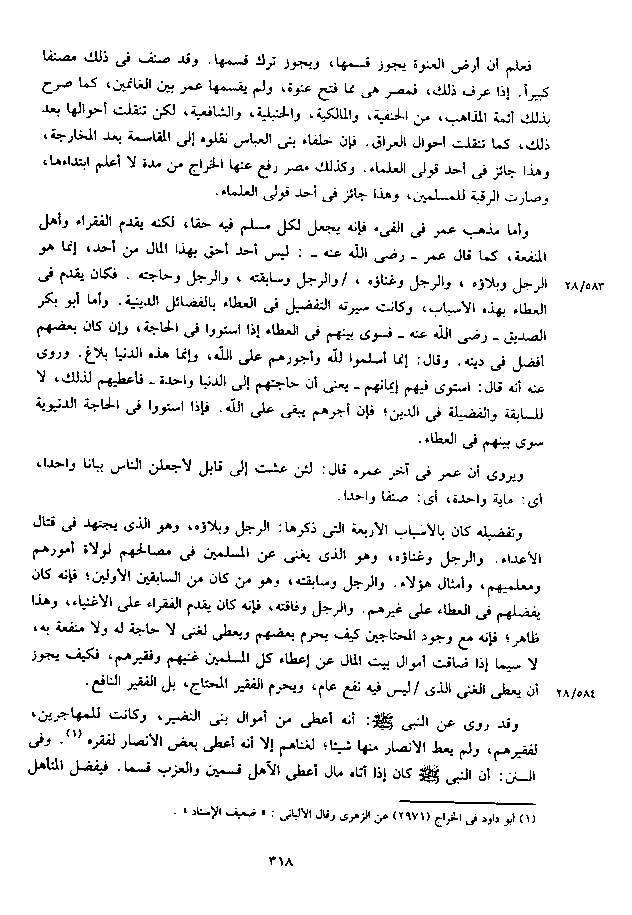 فعلم أن أرض العنوة يجوز قسمها، ويجوز ترك قسمها. وقد صنف في ذلك مصنفا
كبيراً. إذا عرف ذلك، فمصر هى مما فتح عنوة، ولم يقسمها عمر بين الغانمين، كما صرح
بذلك أئمة المذاهب، من الحنفية، والمالكية، والحنبلية، والشافعية، لكن تنقلت أحوالها بعد
ذلك، كما تنقلت أحوال العراق. فإن خلفاء بنى العباس نقلوه إلى المقاسمة بعد المخارجة،
وهذا جائز في أحد قولى العلماء. وكذلك مصر رفع عنها الخراج من مدة لا أعلم ابتداءها،
وصارت الرقبة للمسلمين، وهذا جائز فى أحد قولى العلماء.
وأما مذهب عمر فى الفىء فإنه يجعل لكل مسلم فيه حقا، لكنه يقدم الفقراء وأهل
المنفعة، كما قال عمر ـ رضى الله عنه ـ : ليس أحد أحق بهذا المال من أحد، إنما هو
الرجل وبلاؤه ، والرجل وغناؤه ، /والرجل وسابقته ، والرجل وحاجته . فكان يقدم فى
٢٨/٥٨٣
العطاء بهذه الأسباب، وكانت سيرته التفضيل فى العطاء بالفضائل الدينية. وأما أبو بكر
الصديق ـ رضى الله عنه ـ فسوى بينهم فى العطاء إذا استووا فى الحاجة، وإن كان بعضهم
أفضل فى دينه. وقال: إنما أسلموا لله وأجورهم على الله، وإنما هذه الدنيا بلاغ. وروى
عنه أنه قال: استوى فيهم إيمانهم ـ يعنى أن حاجتهم إلى الدنيا واحدة ـ فأعطيهم لذلك، لا
للسابقة والفضيلة فى الدين؛ فإن أجرهم يبقى على الله. فإذا استووا فى الحاجة الدنيوية
سوى بينهم فى العطاء.
ويروى أن عمر فى آخر عمره قال: لئن عشت إلى قابل لأجعلن الناس ببانا واحدا،
أى: ماية واحدة، أى: صنفا واحدا.
وتفضيله كان بالأسباب الأربعة التى ذكرها: الرجل وبلاؤه، وهو الذى يجتهد فى قتال
الأعداء. والرجل وغناؤه، وهو الذى يغنى عن المسلمين فى مصالحهم لولاة أمورهم
ومعلميهم، وأمثال هؤلاء. والرجل وسابقته، وهو من كان من السابقين الأولين؛ فإنه كان
يفضلهم فى العطاء على غيرهم. والرجل وفاقته، فإنه كان يقدم الفقراء على الأغنياء، وهذا
ظاهر؛ فإنه مع وجود المحتاجين كيف يحرم بعضهم ويعطى لغنى لا حاجة له ولا منفعة به،
لا سيما إذا ضاقت أموال بيت المال عن إعطاء كل المسلمين غنيهم وفقيرهم، فكيف يجوز
أن يعطى الغنى الذى /ليس فيه نفع عام، ويحرم الفقير المحتاج، بل الفقير النافع.
٢٨/٥٨٤
وقد روى عن النبى ﷺ: أنه أعطى من أموال بنى النضير، وكانت للمهاجرين،
لفقيرهم، ولم يعط الأنصار منها شيئا؛ لغناهم إلا أنه أعطى بعض الأنصار لفقره (١). وفى
السنن: أن النبى ﷺ كان إذا أتاه مال أعطى الآهل قسمين والعزب قسما. فيفضل المتأهل
(١) أبو داود فى الخراج (٢٩٧١) عن الزهرى وقال الألبانى : « ضعيف الإسناد » .
٣١٨